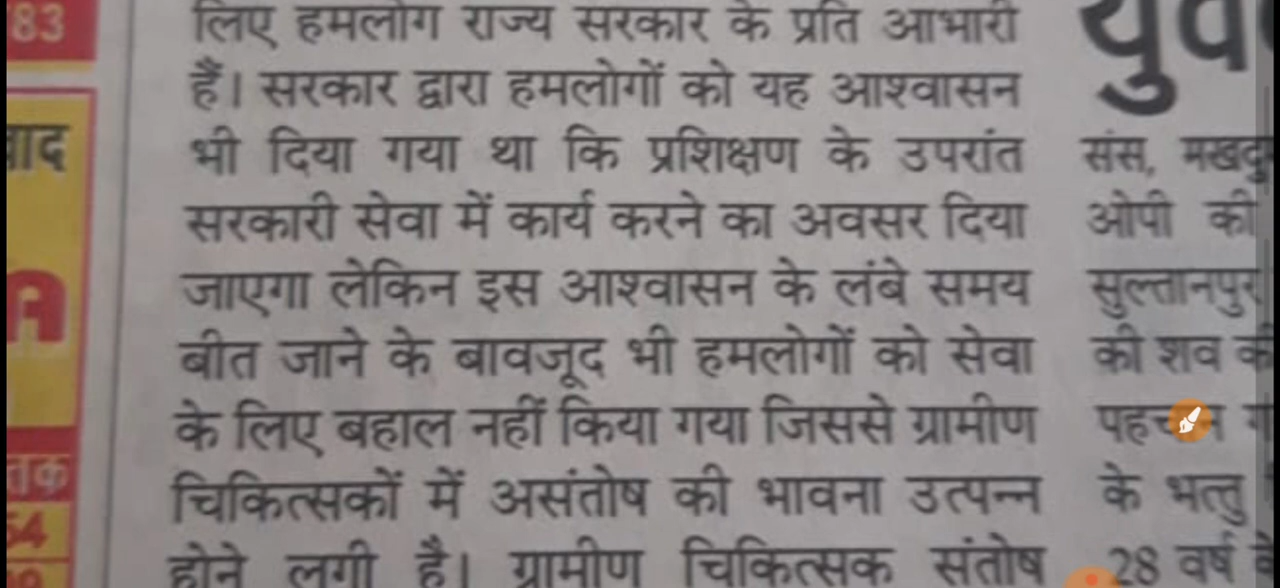 83
लिए हमलोग राज्य सरकार के प्रति आभारी
हैं। सरकार द्वारा हमलोगों को यह आश्वासन
भी दिया गया था कि प्रशिक्षण के उपरांत
सरकारी सेवा में कार्य करने का अवसर दिया
जाएगा लेकिन इस आश्वासन के लंबे समय
बीत जाने के बावजूद भी हमलोगों को सेवा
के लिए बहाल नहीं किया गया जिससे ग्रामीण
चिकित्सकों में असंतोष की भावना उत्पन्न
होने लगी है। ग्रामीण चिकित्सक संतोष
संस,
ओपी की
सुल्तानपुर
की शव
के भत्तु
28 वर्ष